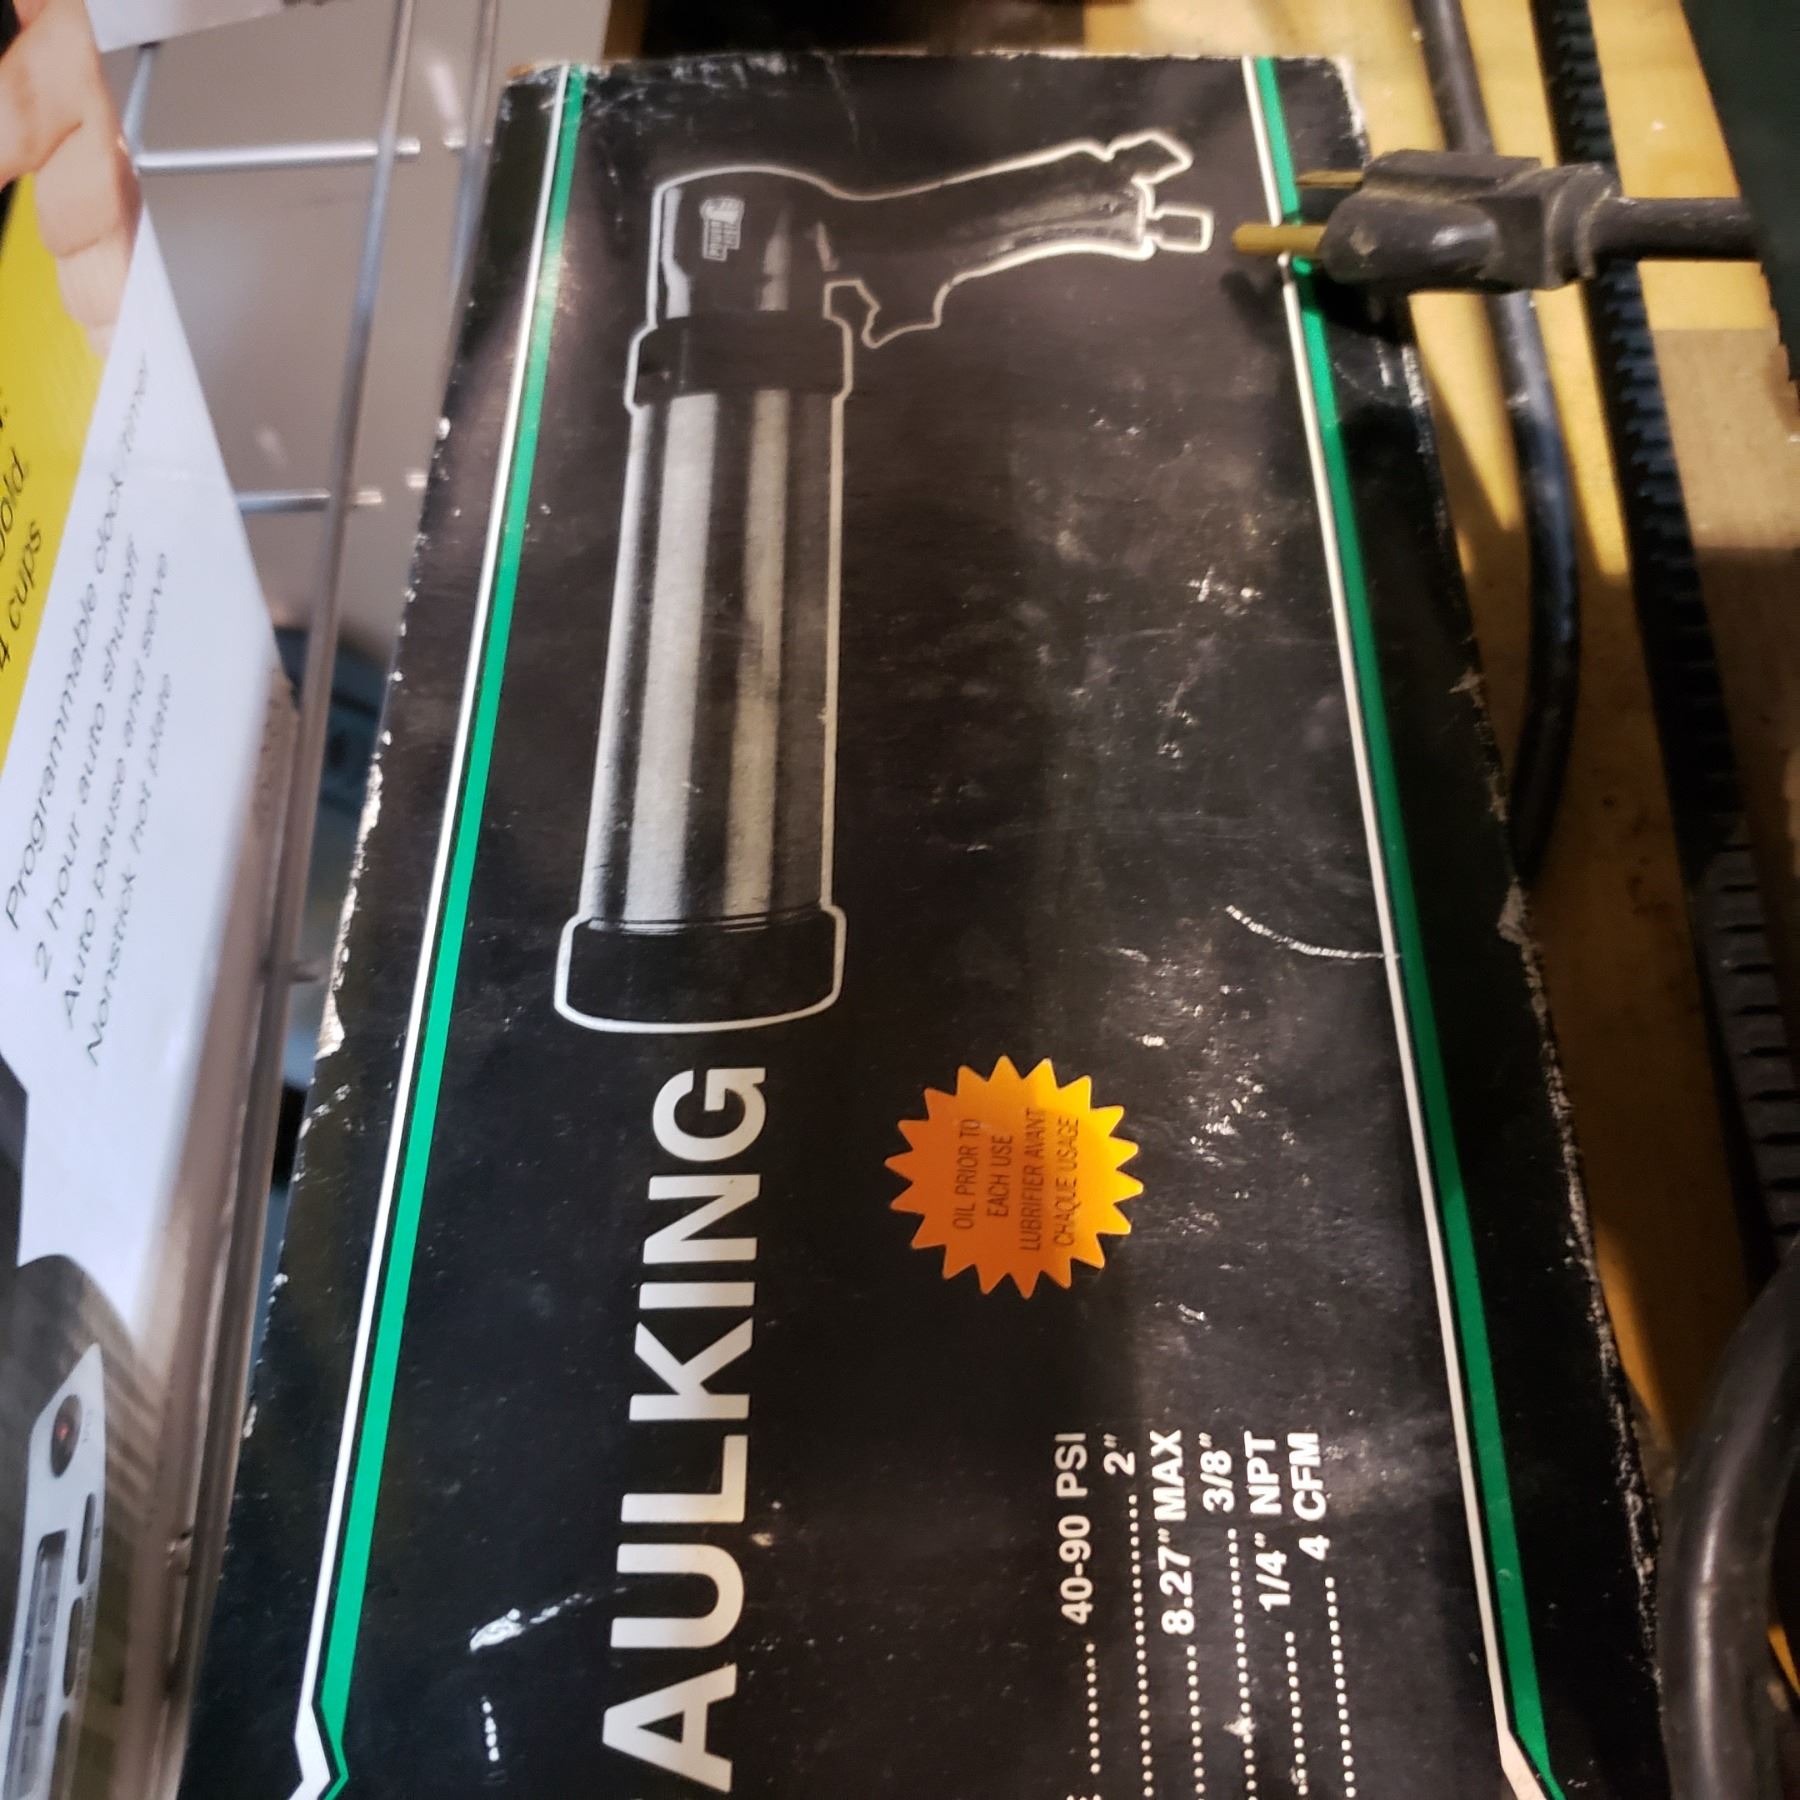 AULKING
OIL PRIOR TO
EACH USE
LUBRIFIER AVANT
CHAQUE USAGE
40-90 PSI
2"
8.27" MAX
3/8"
1/4" NPT
4 CFM
cups
Programmable clock timer
2 hour auto shutoff
Auto pause and serve
Nonstick hot plate